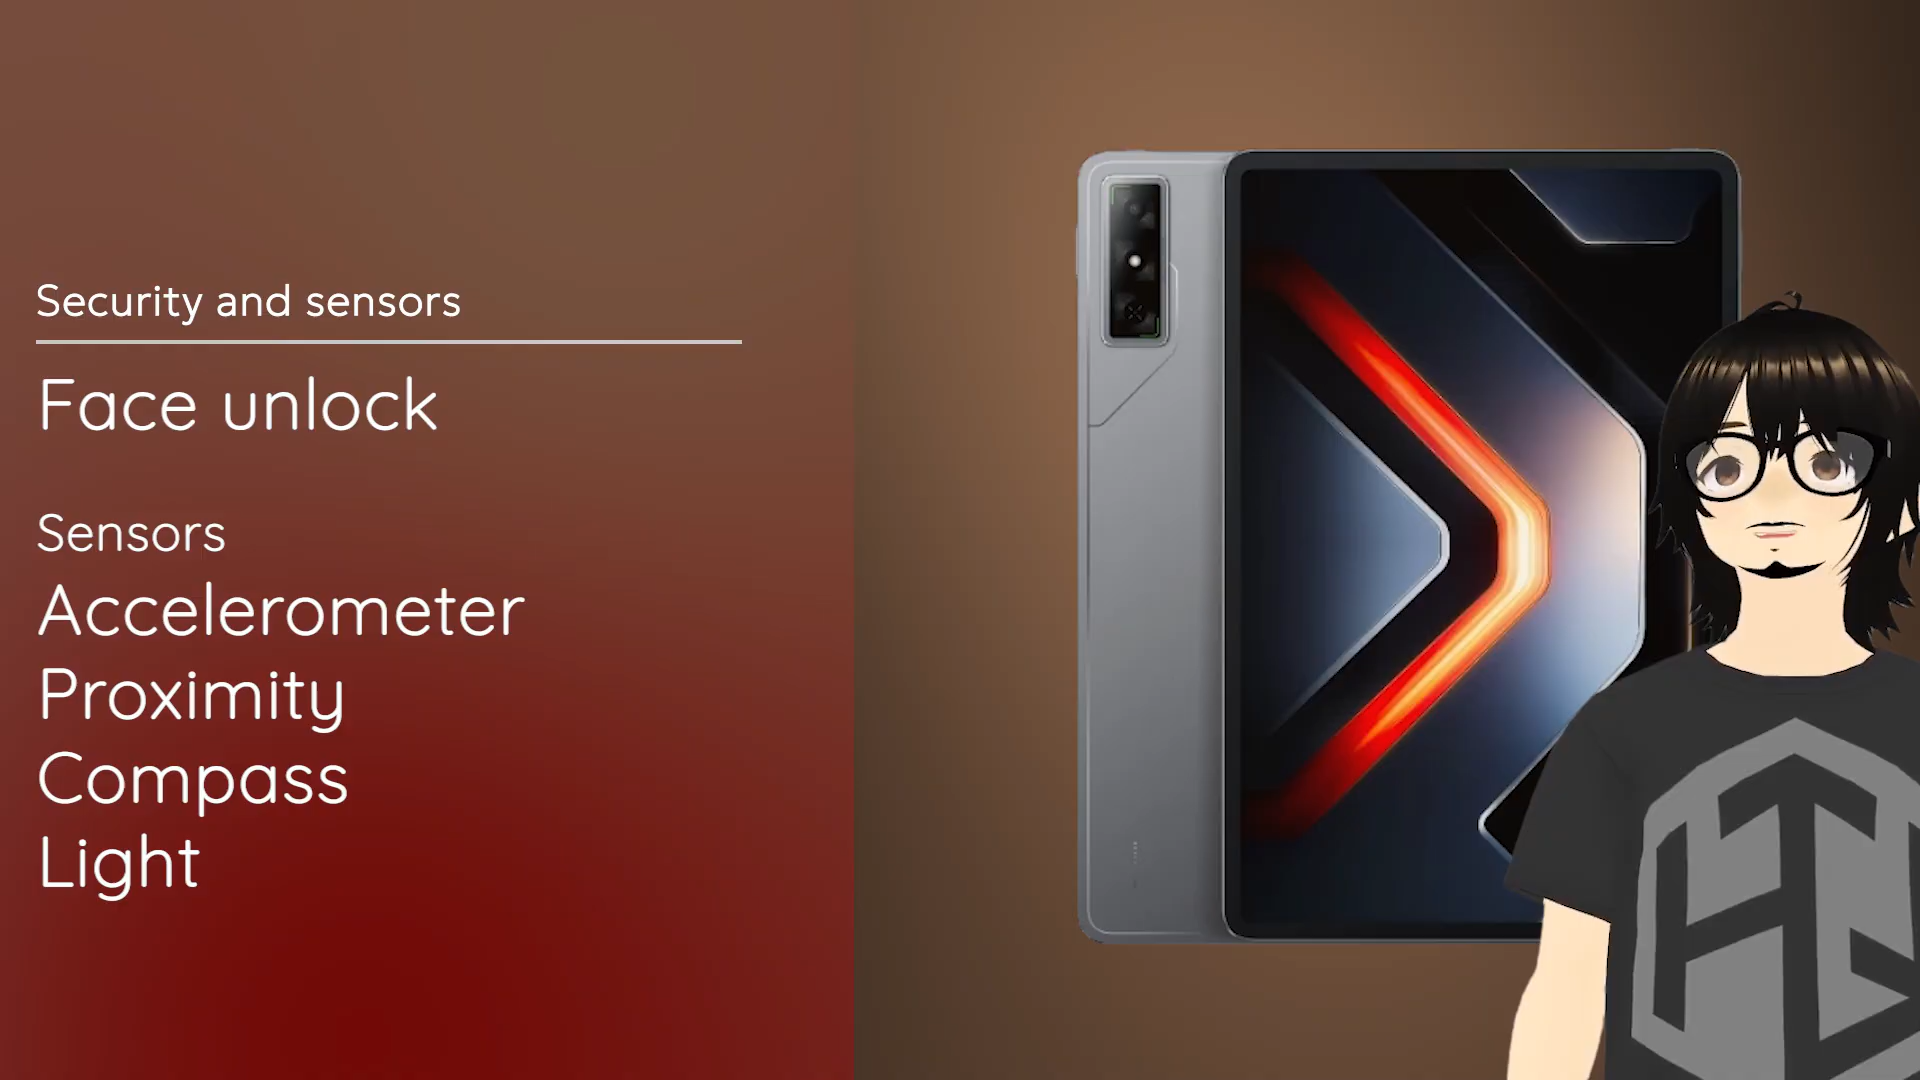 Security and sensors
Face unlock
Sensors
Accelerometer
Proximity
Compass
Light